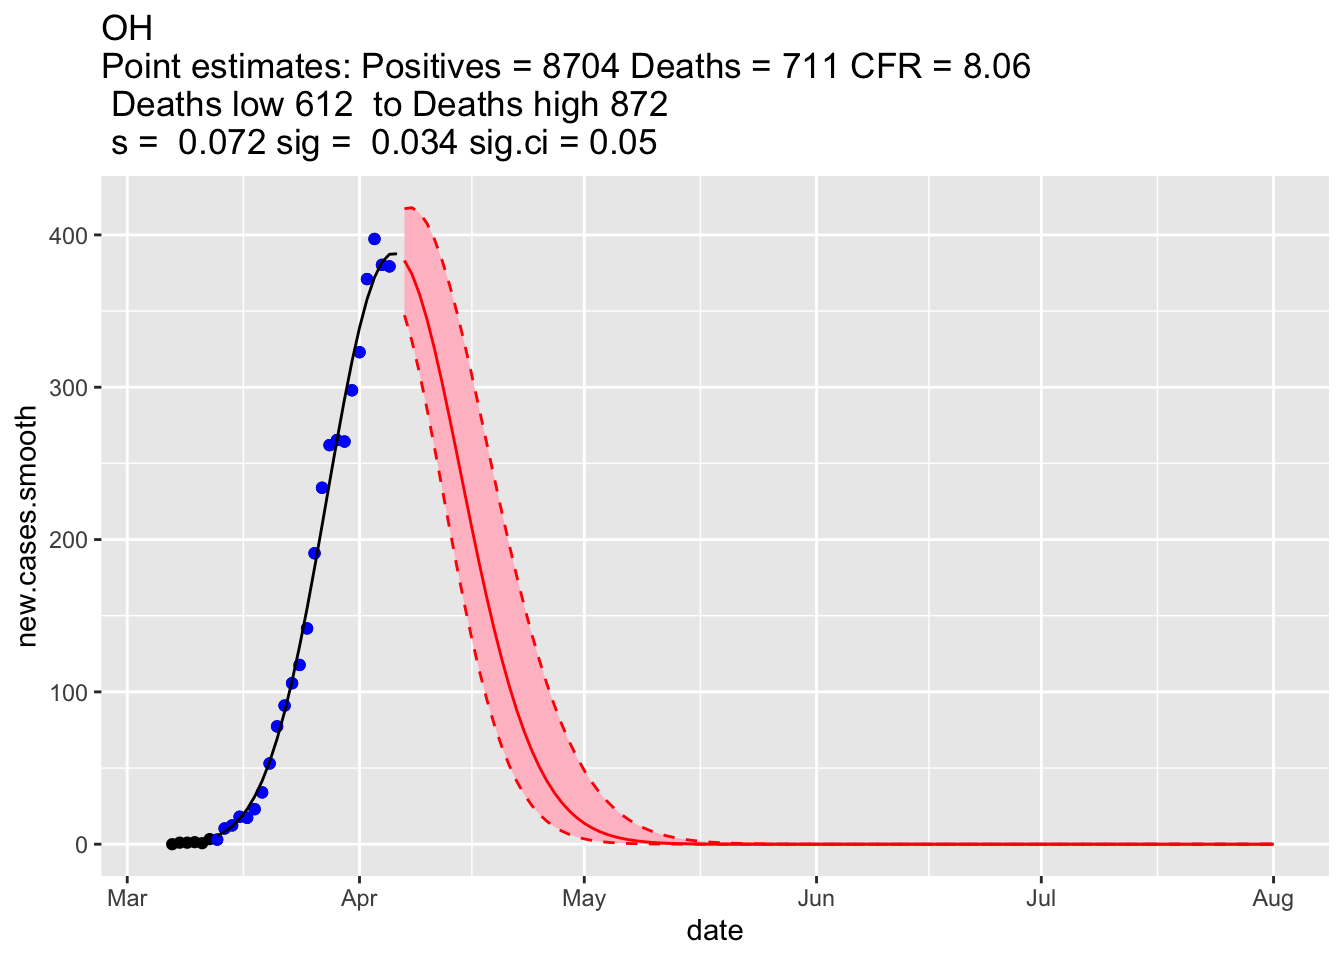 OH
Point estimates: Positives = 8704 Deaths = 711 CFR = 8.06
Deaths low 612  to Deaths high 872
s =  0.072 sig =  0.034 sig.ci = 0.05
400
300
200
100
0
new.cases.smooth
Mar Apr May Jun Jul Aug
date